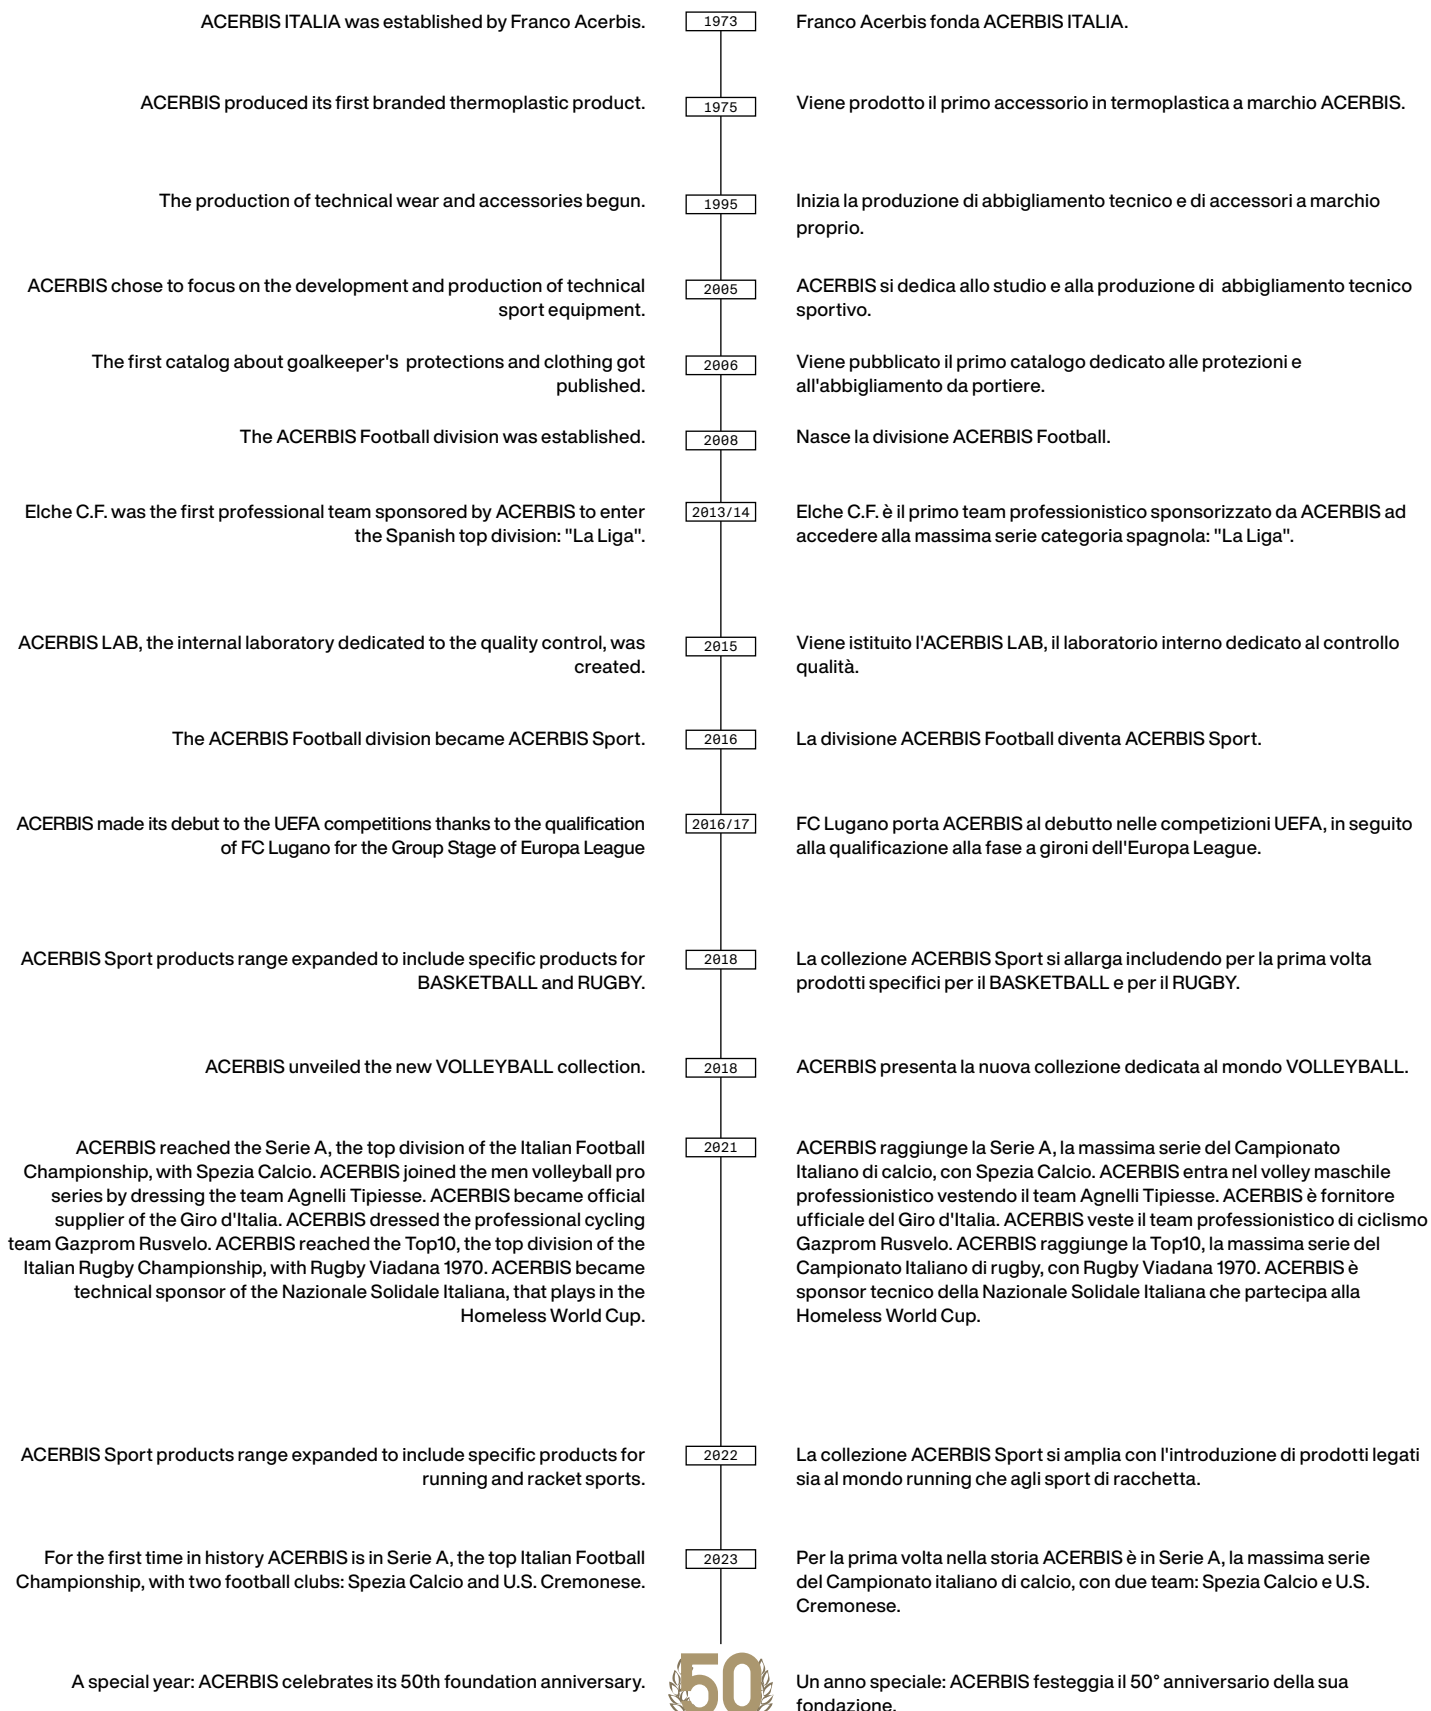 ACERBIS ITALIA was established by Franco Acerbis.
1973
Franco Acerbis fonda ACERBIS ITALIA.
ACERBIS produced its first branded thermoplastic product.
1975
Viene prodotto il primo accessorio in termoplastica a marchio ACERBIS.
The production of technical wear and accessories begun.
1995
Inizia la produzione di abbigliamento tecnico e di accessori a marchio
proprio.
ACERBIS chose to focus on the development and production of technical
sport equipment.
2005
ACERBIS si dedica allo studio e alla produzione di abbigliamento tecnico
sportivo.
The first catalog about goalkeeper's protections and clothing got
published.
2006
Viene pubblicato il primo catalogo dedicato alle protezioni e
all'abbigliamento da portiere.
The ACERBIS Football division was established.
2008
Nasce la divisione ACERBIS Football.
Elche C.F. was the first professional team sponsored by ACERBIS to enter
the Spanish top division: "La Liga".
2013/14
Elche C.F. è il primo team professionistico sponsorizzato da ACERBIS ad
accedere alla massima serie categoria spagnola: "La Liga".
ACERBIS LAB, the internal laboratory dedicated to the quality control, was
created.
2015
Viene istituito l'ACERBIS LAB, il laboratorio interno dedicato al controllo
qualità.
The ACERBIS Football division became ACERBIS Sport.
2016
La divisione ACERBIS Football diventa ACERBIS Sport.
ACERBIS made its debut to the UEFA competitions thanks to the qualification
of FC Lugano for the Group Stage of Europa League
2016/17
FC Lugano porta ACERBIS al debutto nelle competizioni UEFA, in seguito
alla qualificazione alla fase a gironi dell'Europa League.
ACERBIS Sport products range expanded to include specific products for
BASKETBALL and RUGBY.
2018
La collezione ACERBIS Sport si allarga includendo per la prima volta
prodotti specifici per il BASKETBALL e per il RUGBY.
ACERBIS unveiled the new VOLLEYBALL collection.
2018
ACERBIS presenta la nuova collezione dedicata al mondo VOLLEYBALL.
ACERBIS reached the Serie A, the top division of the Italian Football
Championship, with Spezia Calcio. ACERBIS joined the men volleyball pro
series by dressing the team Agnelli Tipiesse. ACERBIS became official
supplier of the Giro d'Italia. ACERBIS dressed the professional cycling
team Gazprom Rusvelo. ACERBIS reached the Top10, the top division of the
Italian Rugby Championship, with Rugby Viadana 1970. ACERBIS became
technical sponsor of the Nazionale Solidale Italiana, that plays in the
Homeless World Cup.
2021
ACERBIS raggiunge la Serie A, la massima serie del Campionato
Italiano di calcio, con Spezia Calcio. ACERBIS entra nel volley maschile
professionistico vestendo il team Agnelli Tipiesse. ACERBIS è fornitore
ufficiale del Giro d'Italia. ACERBIS veste il team professionistico di ciclismo
Gazprom Rusvelo. ACERBIS raggiunge la Top10, la massima serie del
Campionato Italiano di rugby, con Rugby Viadana 1970. ACERBIS è
sponsor tecnico della Nazionale Solidale Italiana che partecipa alla
Homeless World Cup.
ACERBIS Sport products range expanded to include specific products for
running and racket sports.
2022
La collezione ACERBIS Sport si amplia con l'introduzione di prodotti legati
sia al mondo running che agli sport di racchetta.
For the first time in history ACERBIS is in Serie A, the top Italian Football
Championship, with two football clubs: Spezia Calcio and U.S. Cremonese.
2023
Per la prima volta nella storia ACERBIS è in Serie A, la massima serie
del Campionato italiano di calcio, con due team: Spezia Calcio e U.S.
Cremonese.
A special year: ACERBIS celebrates its 50th foundation anniversary.
50
Un anno speciale: ACERBIS festeggia il 50° anniversario della sua
fondazione.